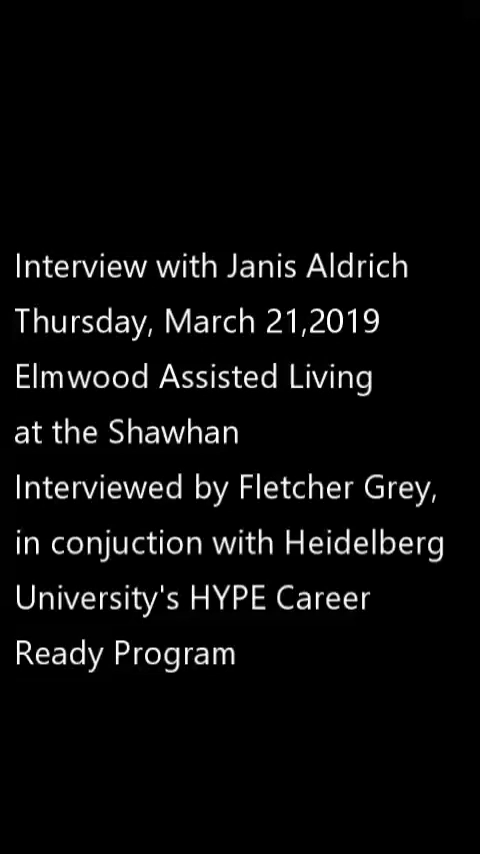 Interview with Janis Aldrich
Thursday, March 21,2019
Elmwood Assisted Living
at the Shawhan
Interviewed by Fletcher Grey,
in conjuction with Heidelberg
University's HYPE Career
Ready Program